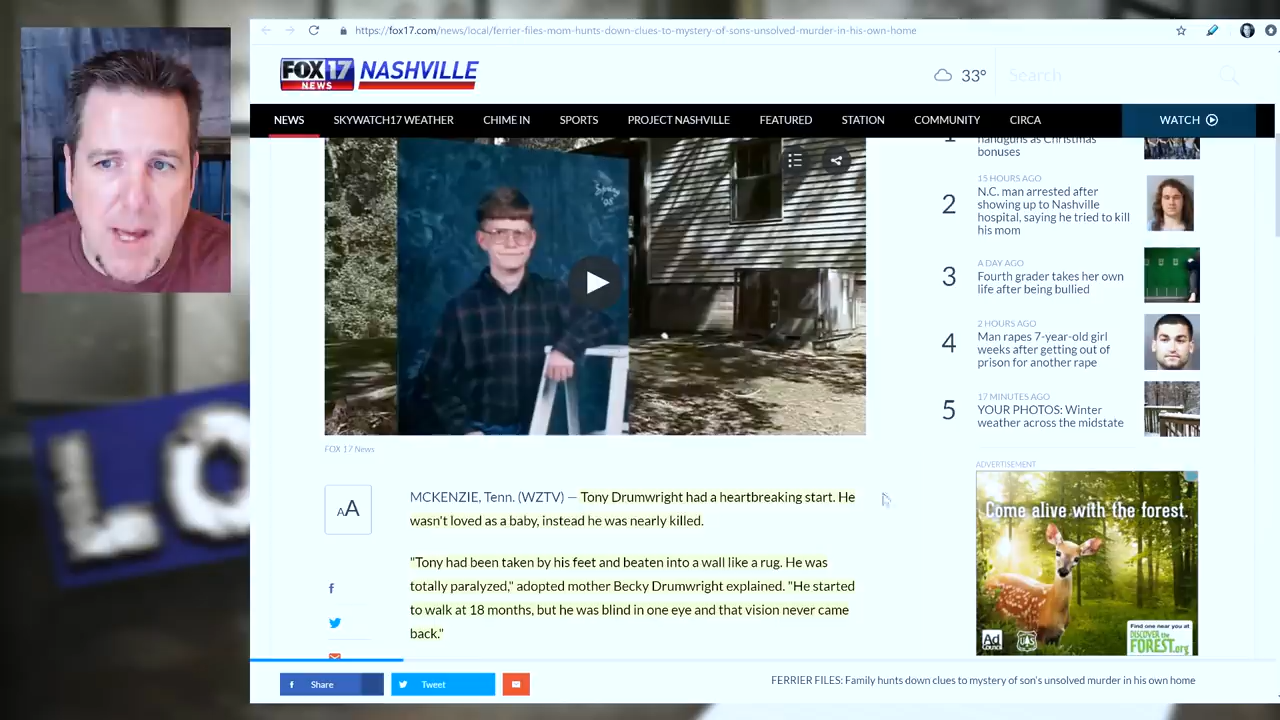 https://fox17.com/news/local/ferrier-files-mom-hunts-down-clues-to-mystery-of-sons-unsolved-murder-in-his-own-home
FOX 17 NEWS NASHVILLE
33°
Search
NEWS SKYWATCH17 WEATHER CHIME IN SPORTS PROJECT NASHVILLE FEATURED STATION COMMUNITY CIRCA WATCH
Spring
'08
handguns as Christmas
bonuses
15 HOURS AGO
2 N.C. man arrested after
showing up to Nashville
hospital, saying he tried to kill
his mom
A DAY AGO
3 Fourth grader takes her own
life after being bullied
2 HOURS AGO
4 Man rapes 7-year-old girl
weeks after getting out of
prison for another rape
17 MINUTES AGO
5 YOUR PHOTOS: Winter
weather across the midstate
FOX 17 News
AA
MCKENZIE, Tenn. (WZTV) — Tony Drumwright had a heartbreaking start. He
wasn't loved as a baby, instead he was nearly killed.
"Tony had been taken by his feet and beaten into a wall like a rug. He was
totally paralyzed," adopted mother Becky Drumwright explained. "He started
to walk at 18 months, but he was blind in one eye and that vision never came
back."
ADVERTISEMENT
Come alive with the forest.
Ad
Council
Find one near you at
DISCOVER the
FOREST.org
Share
Tweet
FERRIER FILES: Family hunts down clues to mystery of son's unsolved murder in his own home
LO